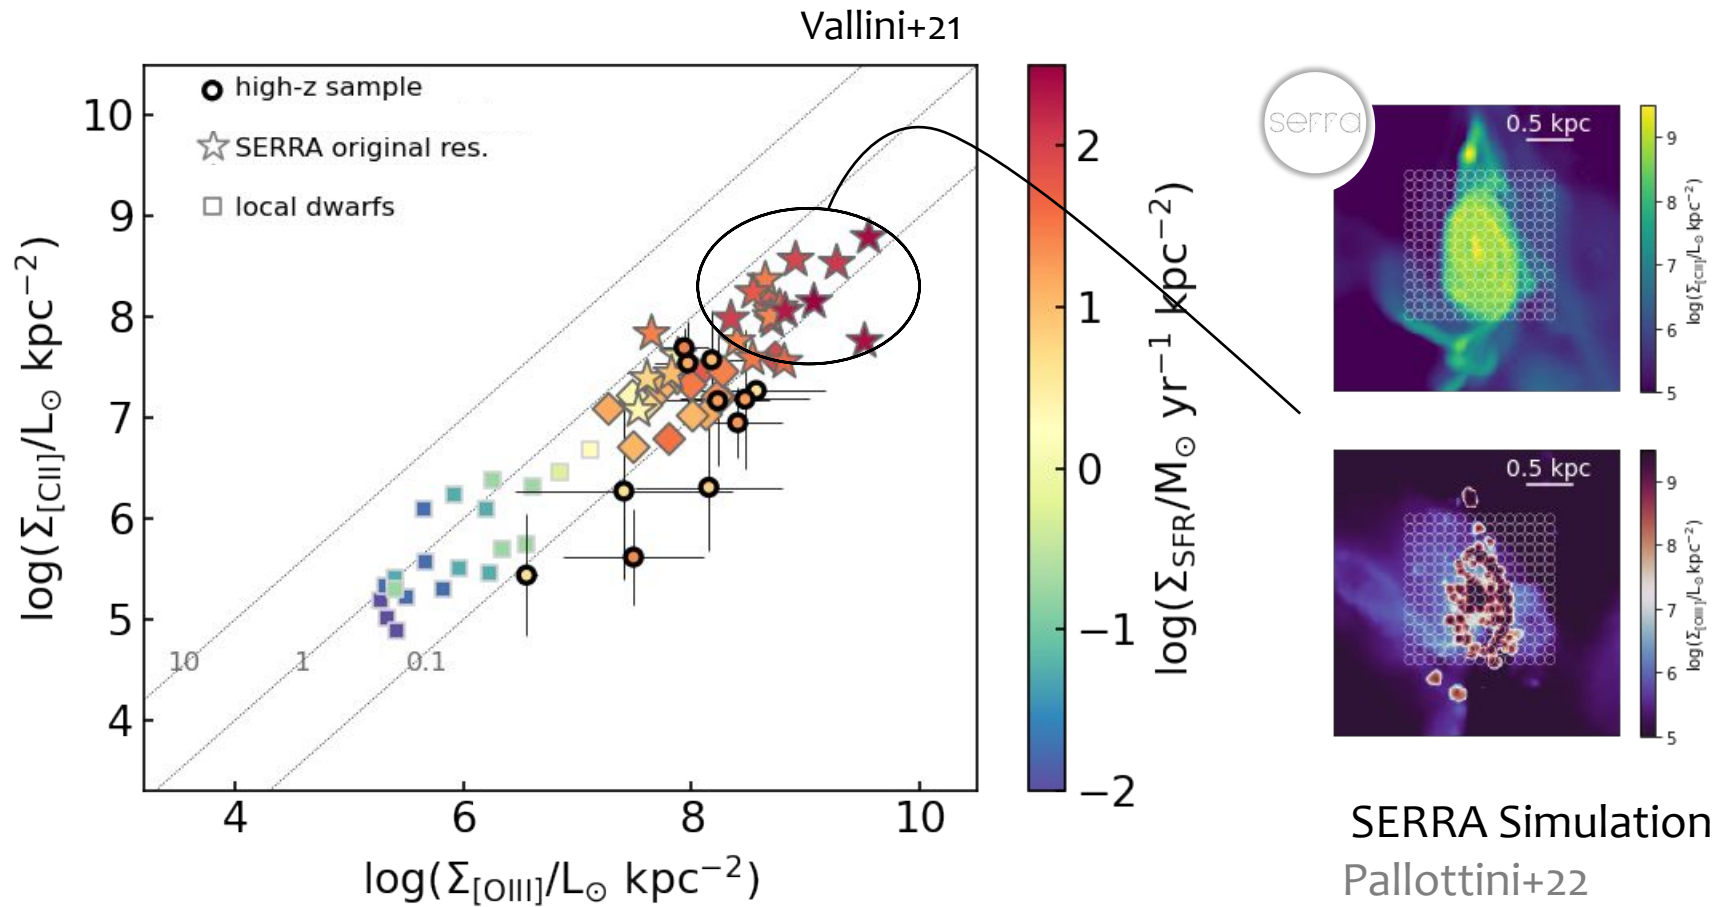 Vallini+21
high-z sample
SERRA original res.
local dwarfs
10
9
8
7
6
5
4
10
1
0.1
4
6
8
10
log(Σ[CII]/L⊙ kpc−2)
log(Σ[OIII]/L⊙ kpc−2)
2
1
0
−1
−2
log(ΣSFR/M⊙ yr−1 kpc−2)
serra
0.5 kpc
9
8
7
6
5
log(Σ[CII]/L⊙ kpc−2)
0.5 kpc
9
8
7
6
5
log(Σ[OIII]/L⊙ kpc−2)
SERRA Simulation
Pallottini+22